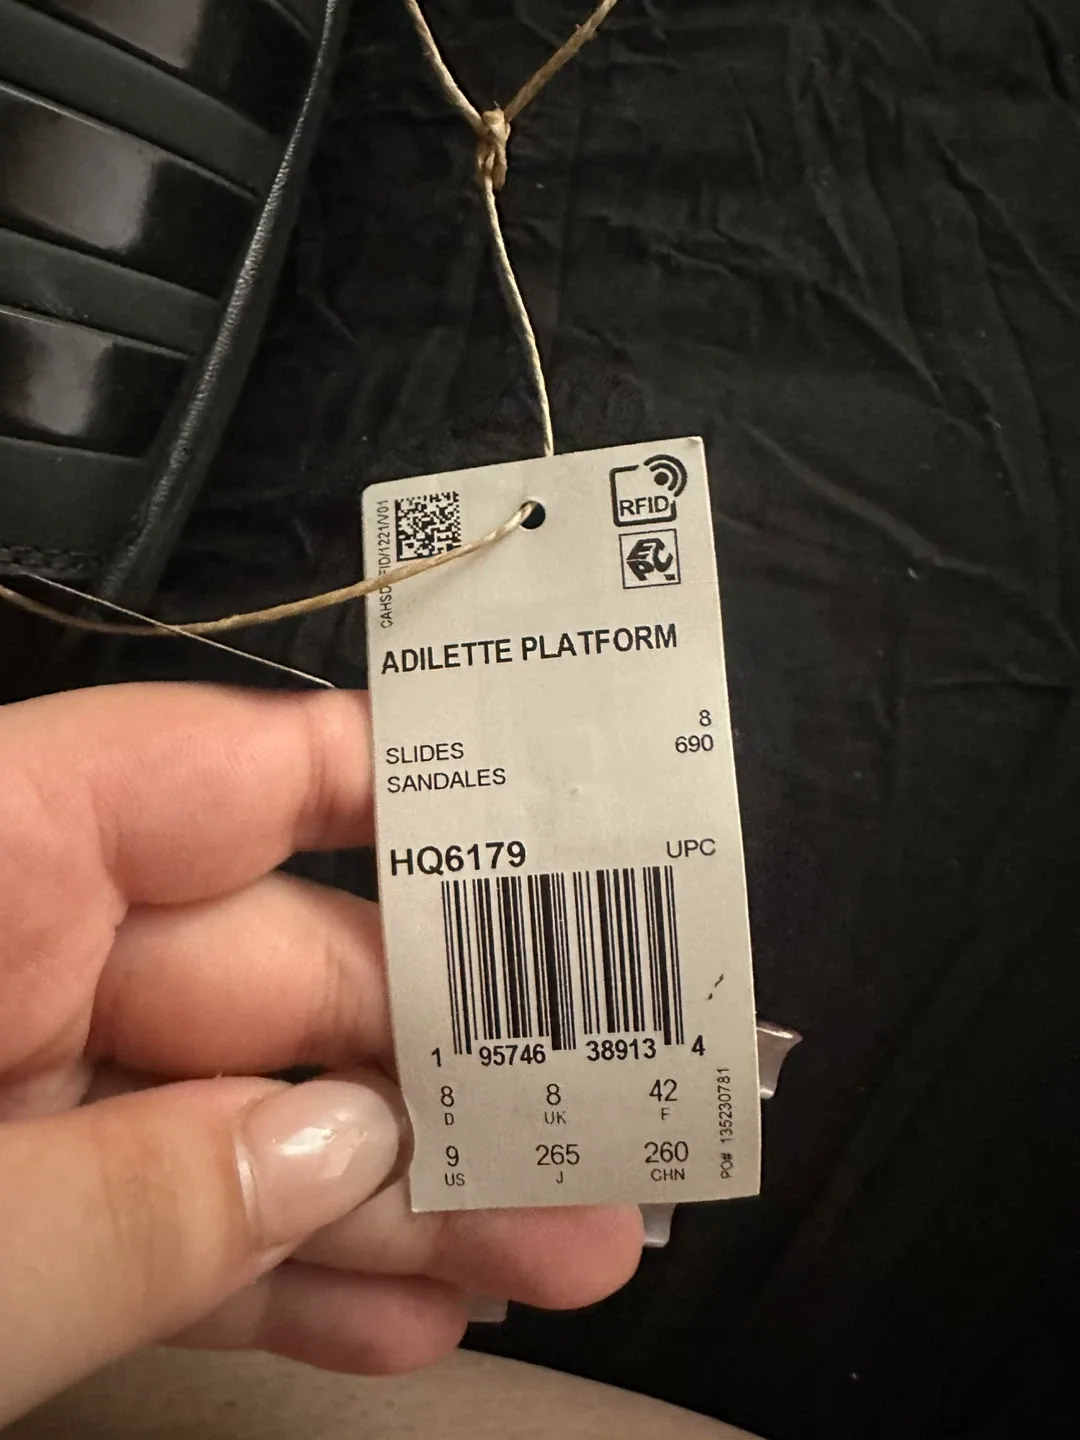 RFID
EPC
ADILETTE PLATFORM
8
SLIDES 690
SANDALES
HQ6179 UPC
1 95746 38913 4
8 8 42
D UK F
9 265 260
US J CHN
PO# 135230781